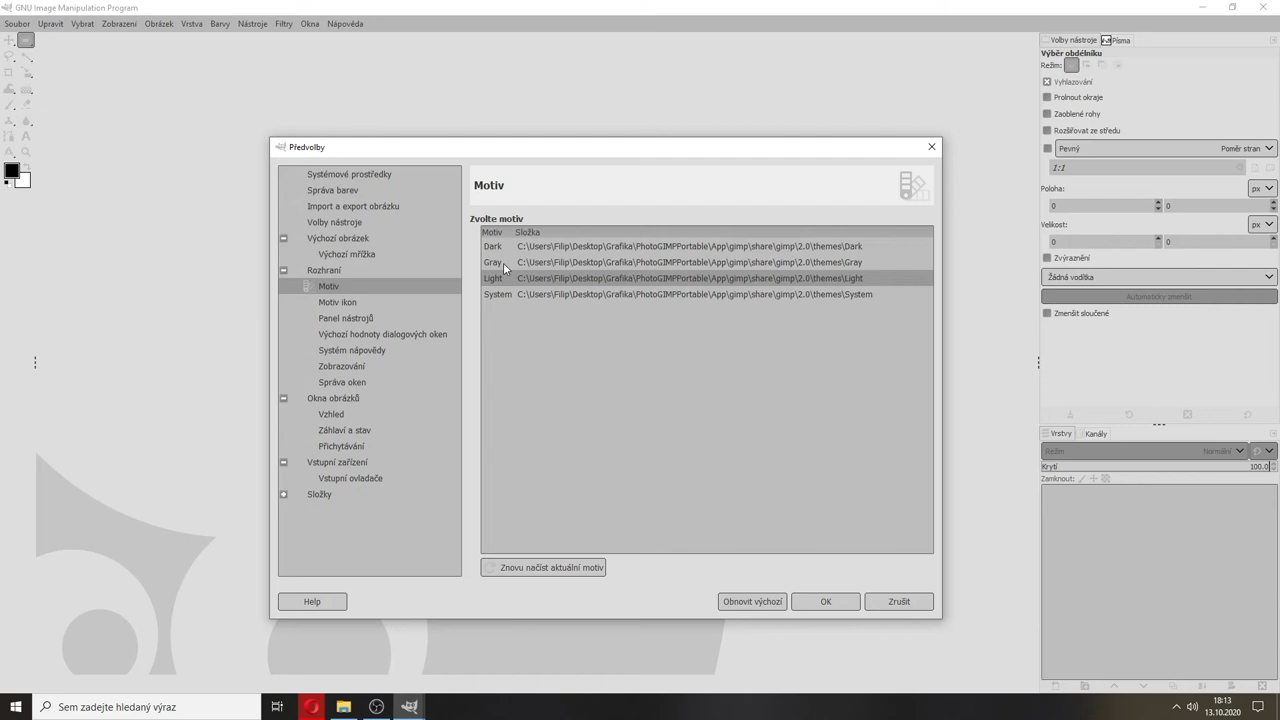 GNU Image Manipulation Program
Soubor Upravit Vybrat Zobrazení Obrázek Vrstva Barvy Nástroje Filtry Okna Nápověda
Volby nástroje Písma
Výběr obdélníku
Režim:
Vyhlazování
Prolnout okraje
Zaoblené rohy
Rozšiřovat ze středu
Pevný Poměr stran
1:1
Poloha: px
0 0
Velikost: px
0 0
Zvýraznění
Žádná vodítka
Automaticky zmenšit
Zmenšit sloučené
Vrstvy Kanály
Režim Normální
Krytí 100.0
Zamknout:
Předvolby
Systémové prostředky
Správa barev
Import a export obrázku
Volby nástroje
Výchozí obrázek
Výchozí mřížka
Rozhraní
Motiv
Motiv ikon
Panel nástrojů
Výchozí hodnoty dialogových oken
Systém nápovědy
Zobrazování
Správa oken
Okna obrázků
Vzhled
Záhlaví a stav
Přichytávání
Vstupní zařízení
Vstupní ovladače
Složky
Motiv
Zvolte motiv
Motiv Složka
Dark C:\Users\Filip\Desktop\Grafika\PhotoGIMPPortable\App\gimp\share\gimp\2.0\themes\Dark
Gray C:\Users\Filip\Desktop\Grafika\PhotoGIMPPortable\App\gimp\share\gimp\2.0\themes\Gray
Light C:\Users\Filip\Desktop\Grafika\PhotoGIMPPortable\App\gimp\share\gimp\2.0\themes\Light
System C:\Users\Filip\Desktop\Grafika\PhotoGIMPPortable\App\gimp\share\gimp\2.0\themes\System
Znovu načíst aktuální motiv
Help Obnovit výchozí OK Zrušit
Sem zadejte hledaný výraz
18:13
13.10.2020